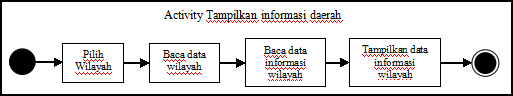 Activity Tampilkan informasi daerah
Pilih
Wilayah
Baca data
wilayah
Baca data
informasi
wilayah
Tampilkan data
informasi
wilayah